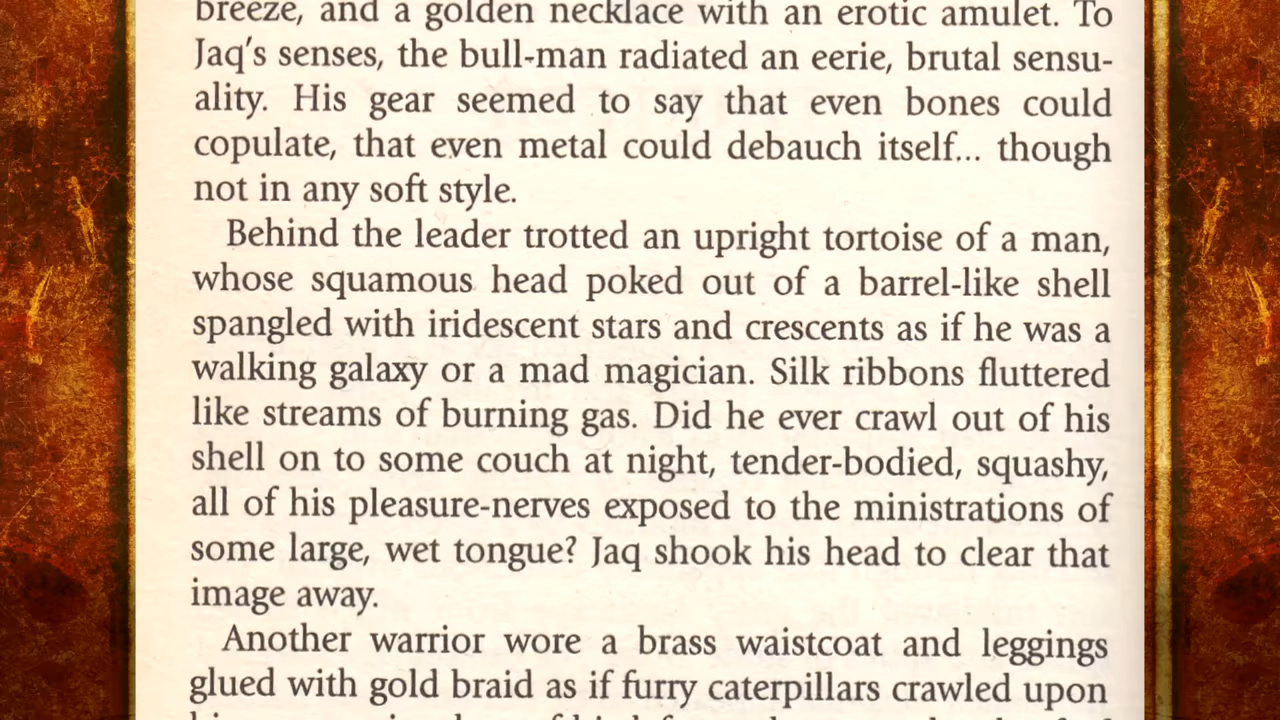 breeze, and a golden necklace with an erotic amulet. To
Jaq's senses, the bull-man radiated an eerie, brutal sensu-
ality. His gear seemed to say that even bones could
copulate, that even metal could debauch itself... though
not in any soft style.
Behind the leader trotted an upright tortoise of a man,
whose squamous head poked out of a barrel-like shell
spangled with iridescent stars and crescents as if he was a
walking galaxy or a mad magician. Silk ribbons fluttered
like streams of burning gas. Did he ever crawl out of his
shell on to some couch at night, tender-bodied, squashy,
all of his pleasure-nerves exposed to the ministrations of
some large, wet tongue? Jaq shook his head to clear that
image away.
Another warrior wore a brass waistcoat and leggings
glued with gold braid as if furry caterpillars crawled upon